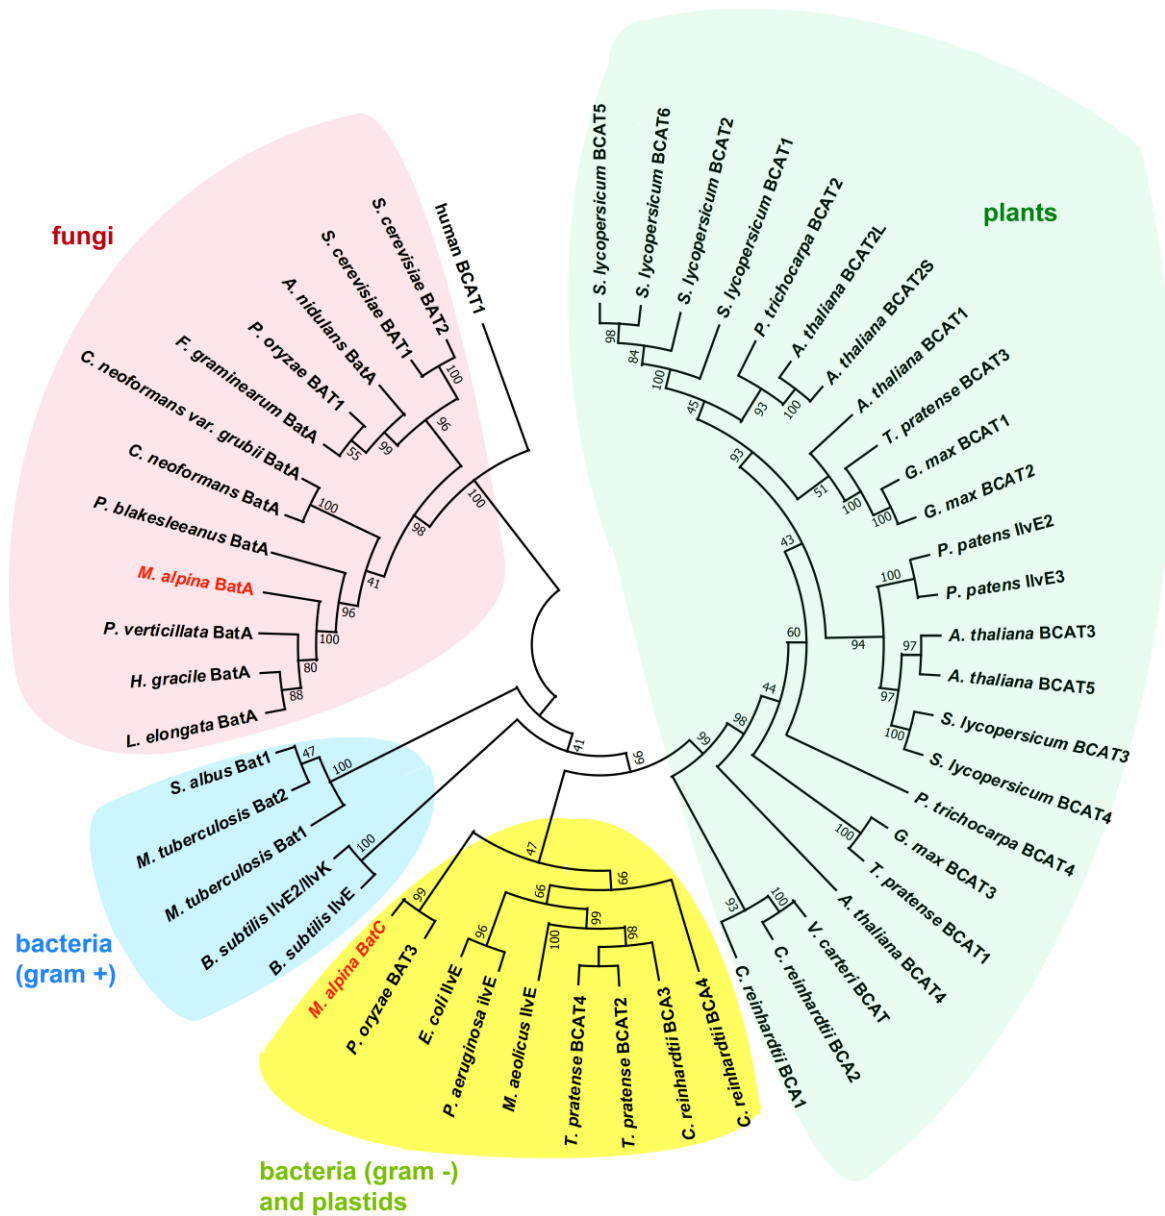 fungi
S. cerevisiae BAT2
S. cerevisiae BAT1
A. nidulans BatA
P. oryzae BAT1
F. graminearum BatA
C. neoformans var. grubii BatA
C. neoformans BatA
P. blakesleeanus BatA
M. alpina BatA
P. verticillata BatA
H. gracile BatA
L. elongata BatA
human BCAT1
100
96
99
55
100
98
100
41
96
100
80
88
plants
S. lycopersicum BCAT5
S. lycopersicum BCAT6
S. lycopersicum BCAT2
S. lycopersicum BCAT1
P. trichocarpa BCAT2
A. thaliana BCAT2L
A. thaliana BCAT2S
A. thaliana BCAT1
T. pratense BCAT3
G. max BCAT1
G. max BCAT2
P. patens IlvE2
P. patens IlvE3
A. thaliana BCAT3
A. thaliana BCAT5
S. lycopersicum BCAT3
S. lycopersicum BCAT4
P. trichocarpa BCAT4
G. max BCAT3
T. pratense BCAT1
A. thaliana BCAT4
V. carteri BCAT
C. reinhardtii BCA2
C. reinhardtii BCA1
98
84
100
45
93
100
93
51
100
100
43
100
94
97
97
100
60
44
100
98
99
100
93
41
66
bacteria
(gram +)
S. albus Bat1
M. tuberculosis Bat2
M. tuberculosis Bat1
B. subtilis IlvE2/IlvK
B. subtilis IlvE
47
100
100
bacteria (gram -)
and plastids
M. alpina BatC
P. oryzae BAT3
E. coli IlvE
P. aeruginosa ilvE
M. aeolicus IlvE
T. pratense BCAT4
T. pratense BCAT2
C. reinhardtii BCA3
C. reinhardtii BCA4
47
99
66
66
96
99
100
98